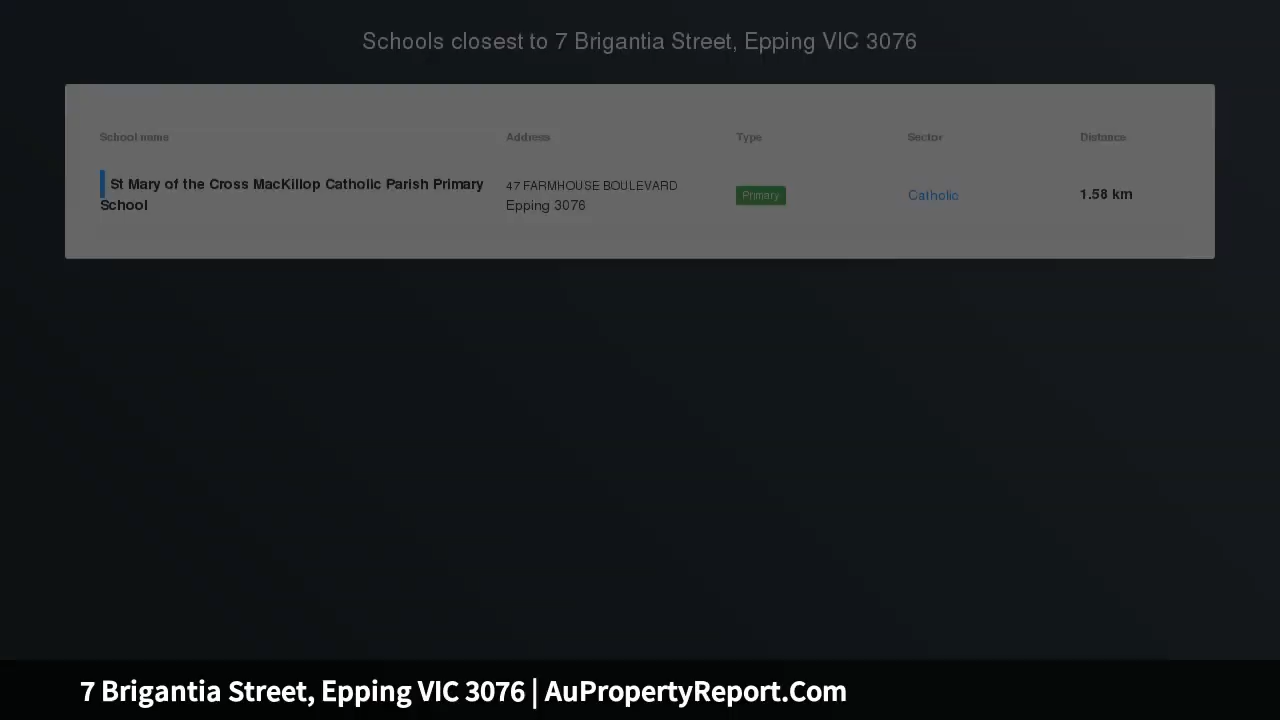 Schools closest to 7 Brigantia Street, Epping VIC 3076
School name Address Type Sector Distance
St Mary of the Cross MacKillop Catholic Parish Primary
School
47 FARMHOUSE BOULEVARD
Epping 3076
Primary
Catholic
1.58 km
7 Brigantia Street, Epping VIC 3076 | AuPropertyReport.Com